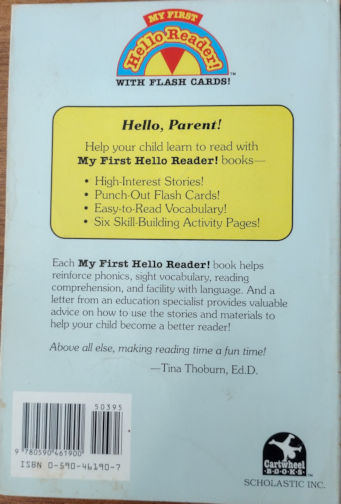 MY FIRST
Hello Reader!
WITH FLASH CARDS!™
Hello, Parent!
Help your child learn to read with
My First Hello Reader! books—
• High-Interest Stories!
• Punch-Out Flash Cards!
• Easy-to-Read Vocabulary!
• Six Skill-Building Activity Pages!
Each My First Hello Reader! book helps
reinforce phonics, sight vocabulary, reading
comprehension, and facility with language. And a
letter from an education specialist provides valuable
advice on how to use the stories and materials to
help your child become a better reader!
Above all else, making reading time a fun time!
—Tina Thoburn, Ed.D.
50395
9 780590 461900
ISBN 0-590-46190-7
Cartwheel
BOOKS™
SCHOLASTIC INC.